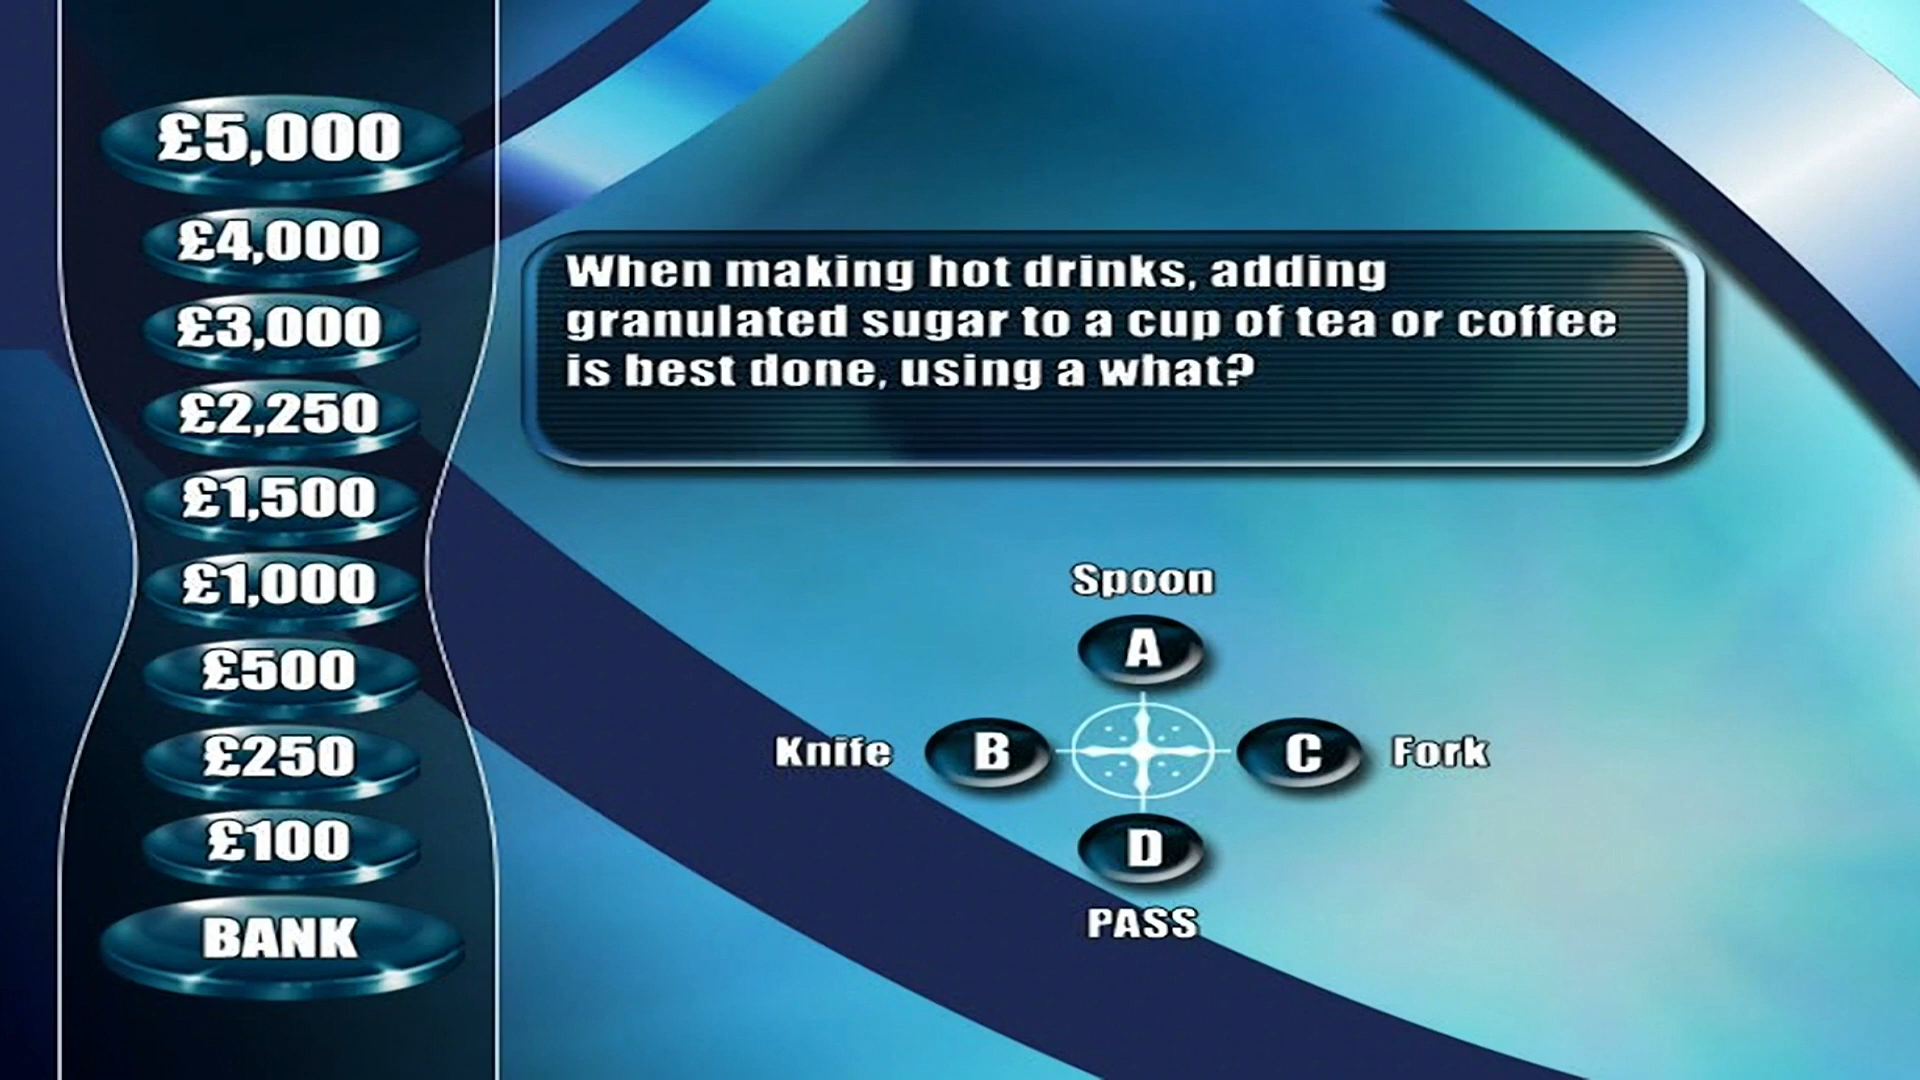 £5,000
£4,000
£3,000
£2,250
£1,500
£1,000
£500
£250
£100
BANK
When making hot drinks, adding
granulated sugar to a cup of tea or coffee
is best done, using a what?
Spoon
A
Knife B
C Fork
D
PASS